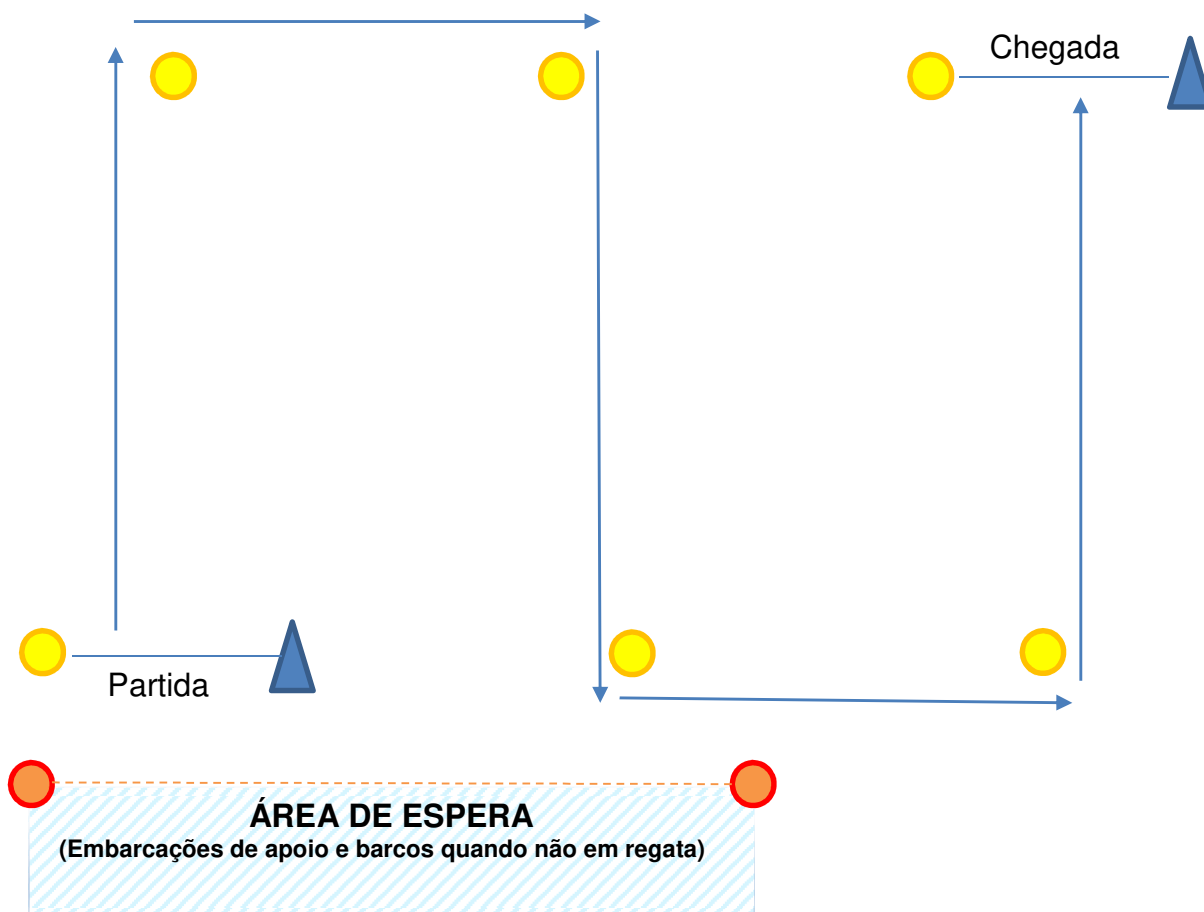 Chegada
Partida
ÁREA DE ESPERA
(Embarcações de apoio e barcos quando não em regata)